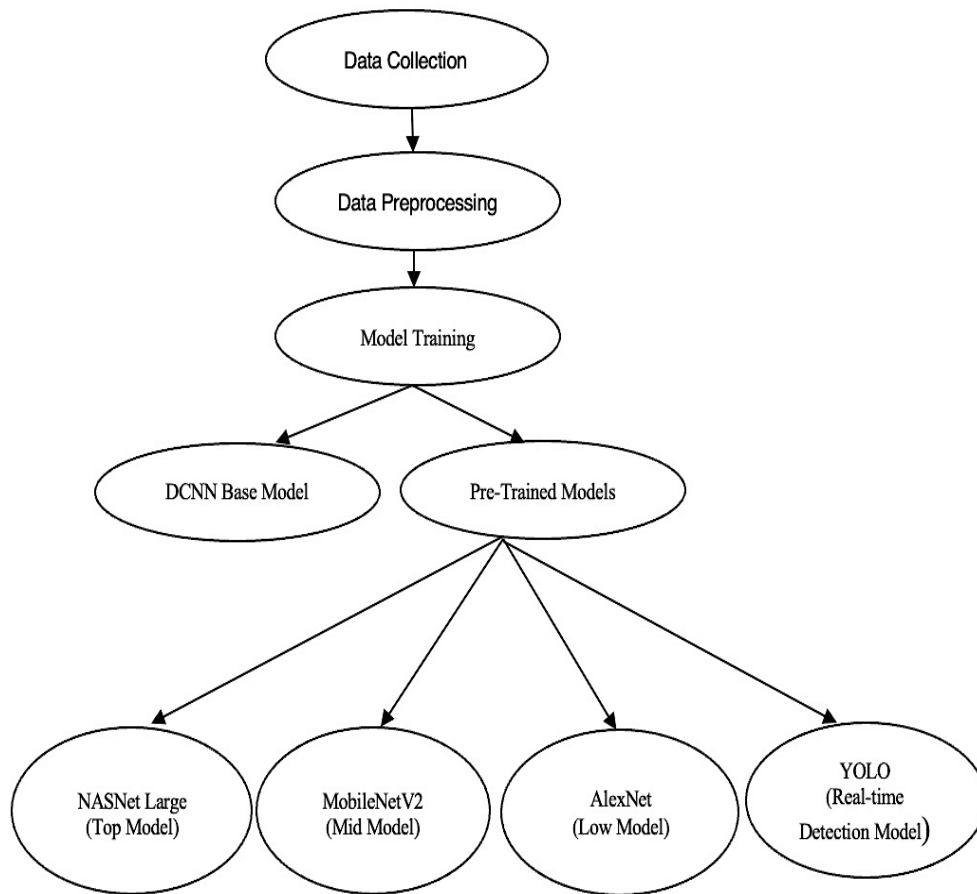 Data Collection
Data Preprocessing
Model Training
DCNN Base Model
Pre-Trained Models
NASNet Large
(Top Model)
MobileNetV2
(Mid Model)
AlexNet
(Low Model)
YOLO
(Real-time
Detection Model)